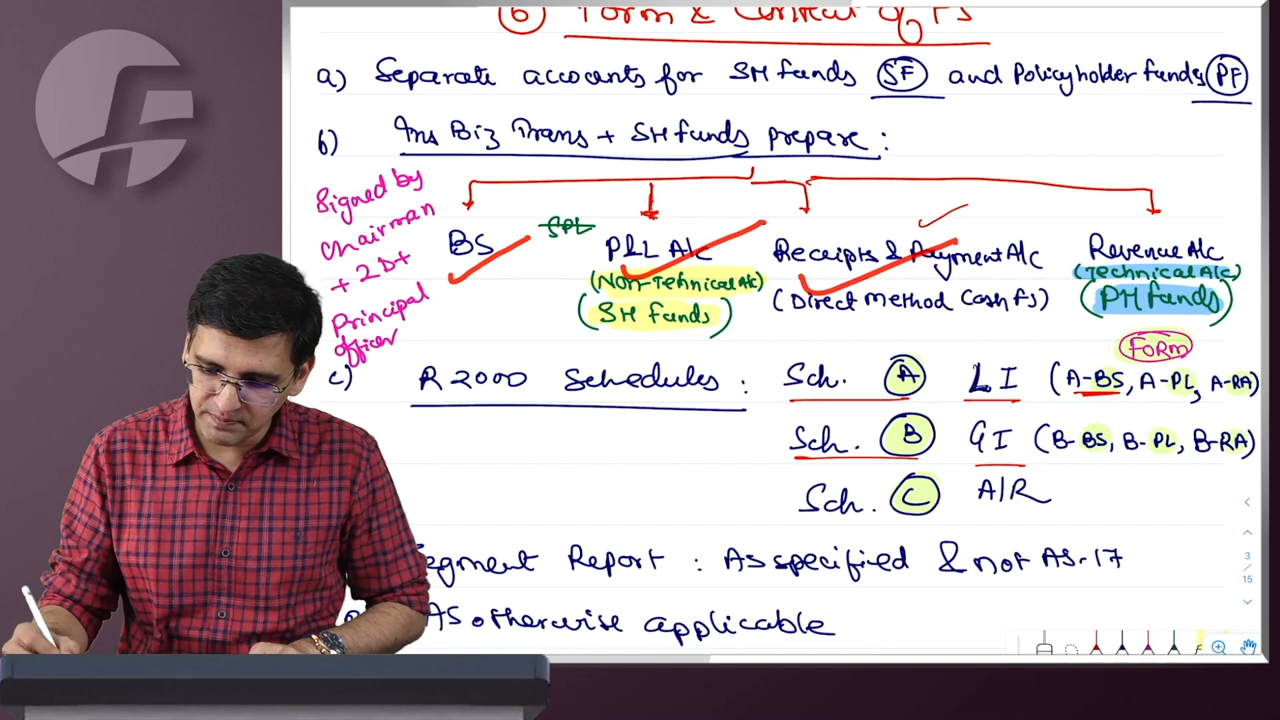 ⑥ Form & Content of FS
a) Separate accounts for SH funds SF and Policyholder funds PF
b) Ins Biz Trans + SH funds prepare :
Signed by
Chairman
+ 2 D+
Principal
officer
BS
P&L A/c
(Non-Technical A/c)
(SH funds)
Receipts & Payment A/c
(Direct Method Cash FS)
Revenue A/c
(Technical A/c)
(PH funds)
FORM
c) R 2000 Schedules : Sch. A LI (A-BS, A-PL, A-RA)
Sch. B GI (B-BS, B-PL, B-RA)
Sch. C A/R
egment Report : AS specified & not AS-17
AS otherwise applicable
3
/
15